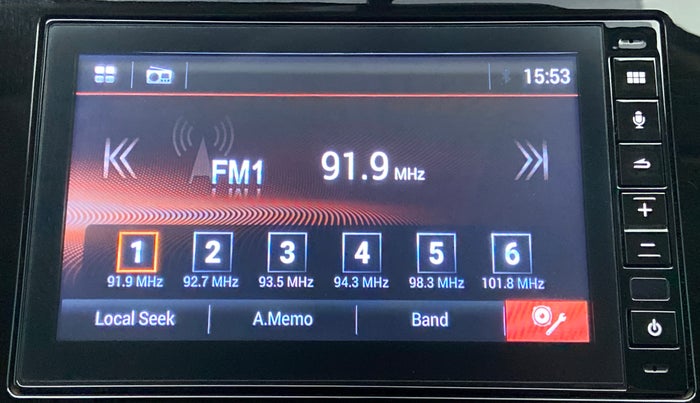 15:53
FM1 91.9 MHz
1 2 3 4 5 6
91.9 MHz 92.7 MHz 93.5 MHz 94.3 MHz 98.3 MHz 101.8 MHz
Local Seek A.Memo Band